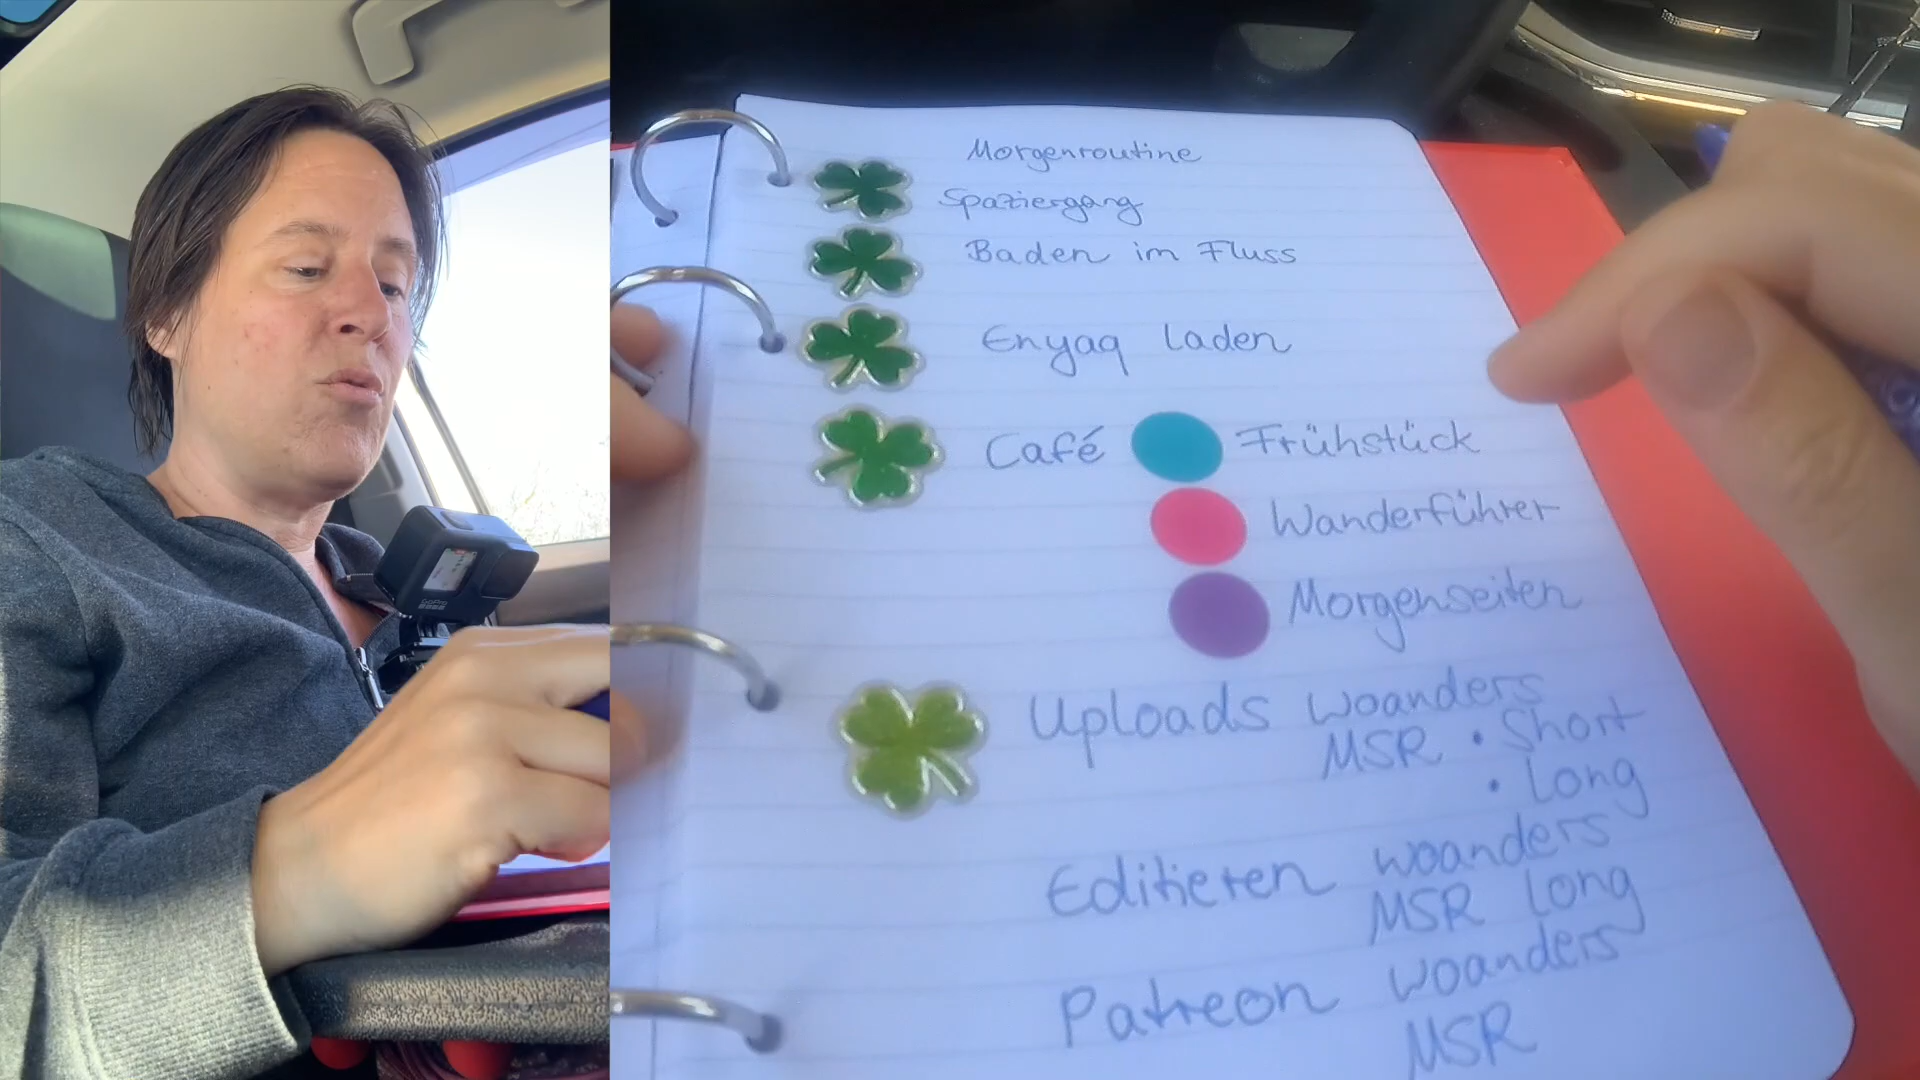 Morgenroutine
Spaziergang
Baden im Fluss
Enyaq laden
Café Frühstück
Wanderführer
Morgenseiten
Uploads woanders
MSR • Short
• Long
Editieren woanders
MSR Long
Patreon woanders
MSR
GoPro